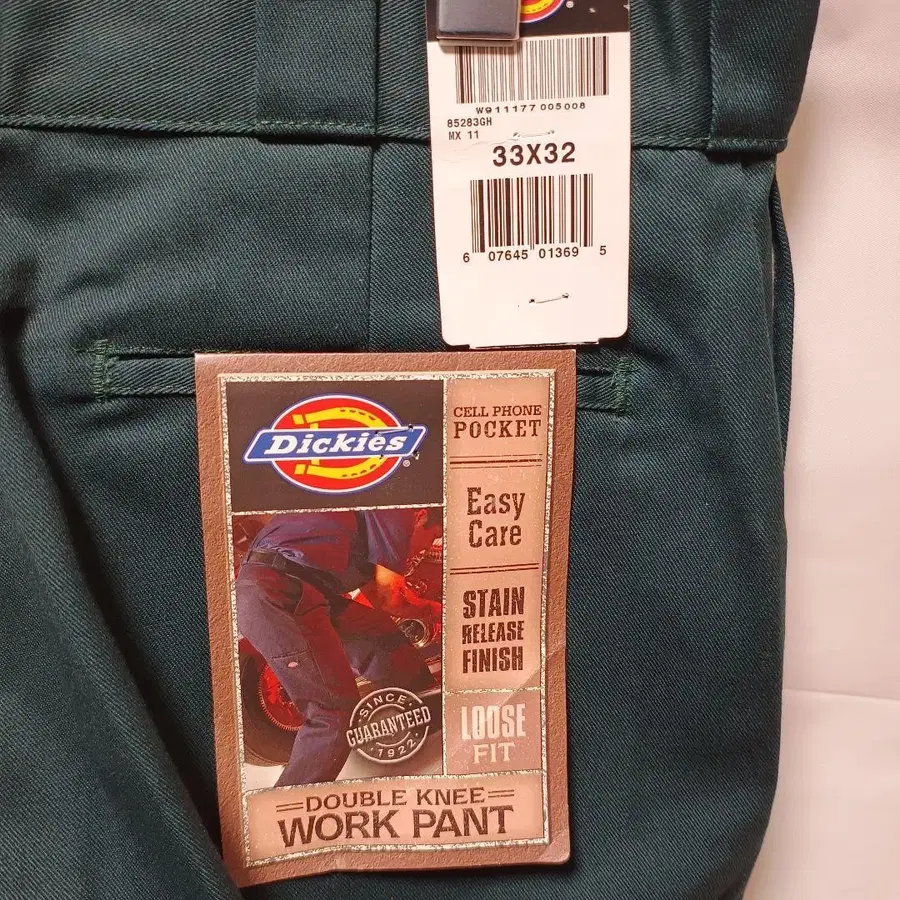 W911177 005008
85283GH
MX 11
33X32
6 07645 01369 5
Dickies
®
CELL PHONE
POCKET
Easy
Care
STAIN
RELEASE
FINISH
LOOSE
FIT
SINCE
GUARANTEED
1922
DOUBLE KNEE
WORK PANT